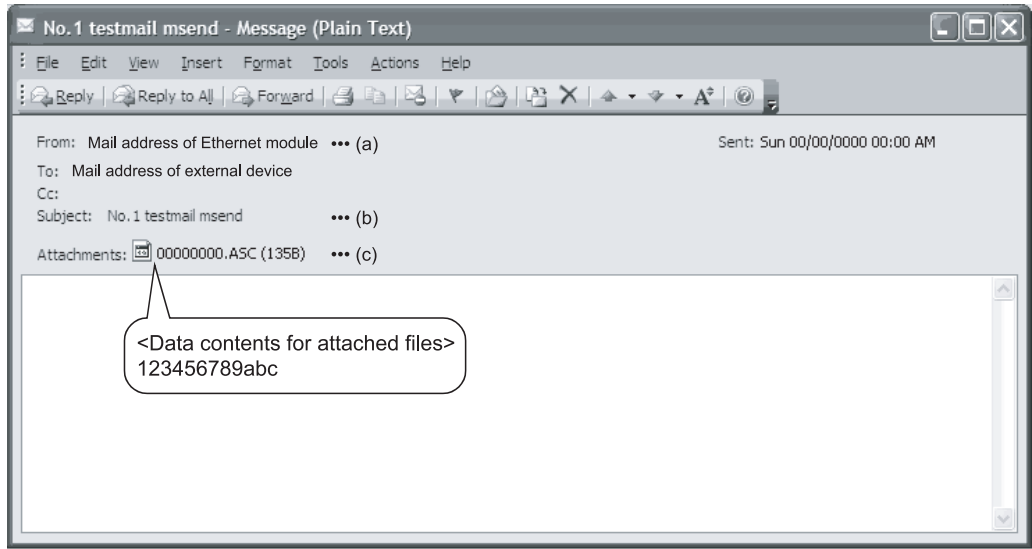 No.1 testmail msend - Message (Plain Text)
File Edit View Insert Format Tools Actions Help
Reply Reply to All Forward A
From: Mail address of Ethernet module ••• (a) Sent: Sun 00/00/0000 00:00 AM
To: Mail address of external device
Cc:
Subject: No.1 testmail msend ••• (b)
Attachments: 00000000.ASC (135B) ••• (c)
<Data contents for attached files>
123456789abc